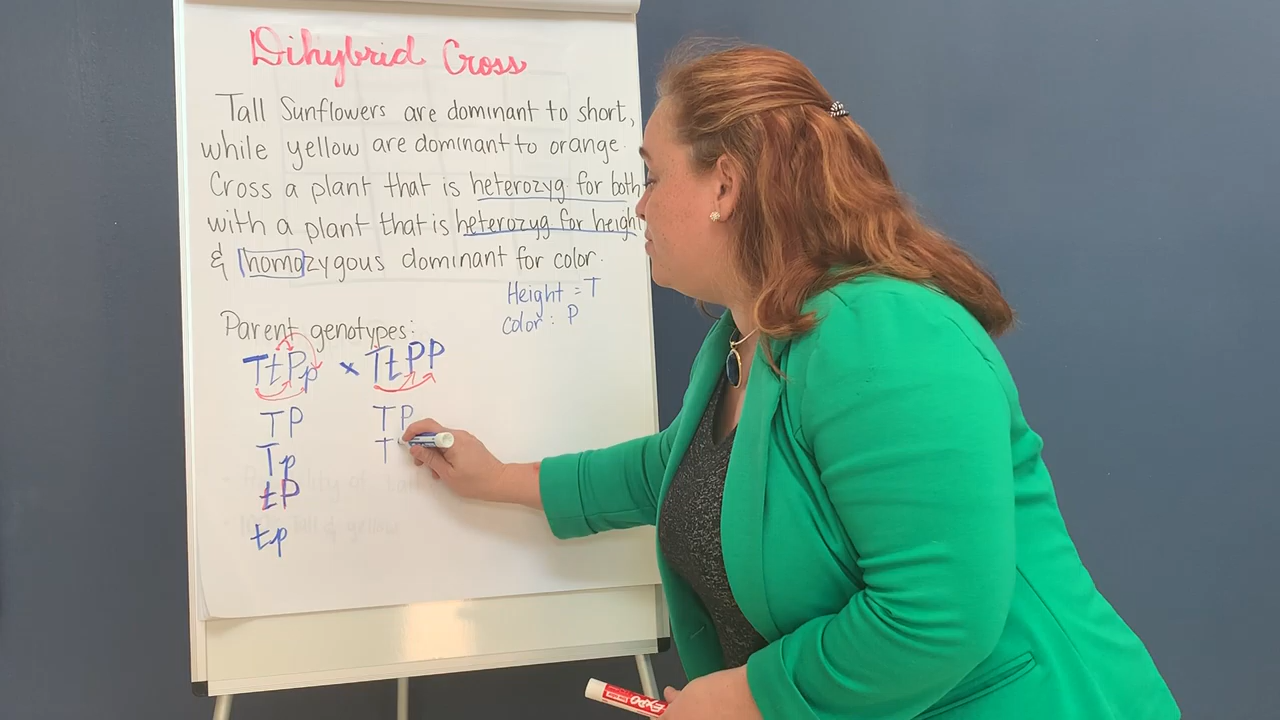 Dihybrid Cross
Tall Sunflowers are dominant to short,
while yellow are dominant to orange.
Cross a plant that is heterozyg. for both
with a plant that is heterozyg for height
& homozygous dominant for color.
Height = T
Color : P
Parent genotypes:
TtPp x TtPP
TP TP
Tp T
tP
tp
EXPO